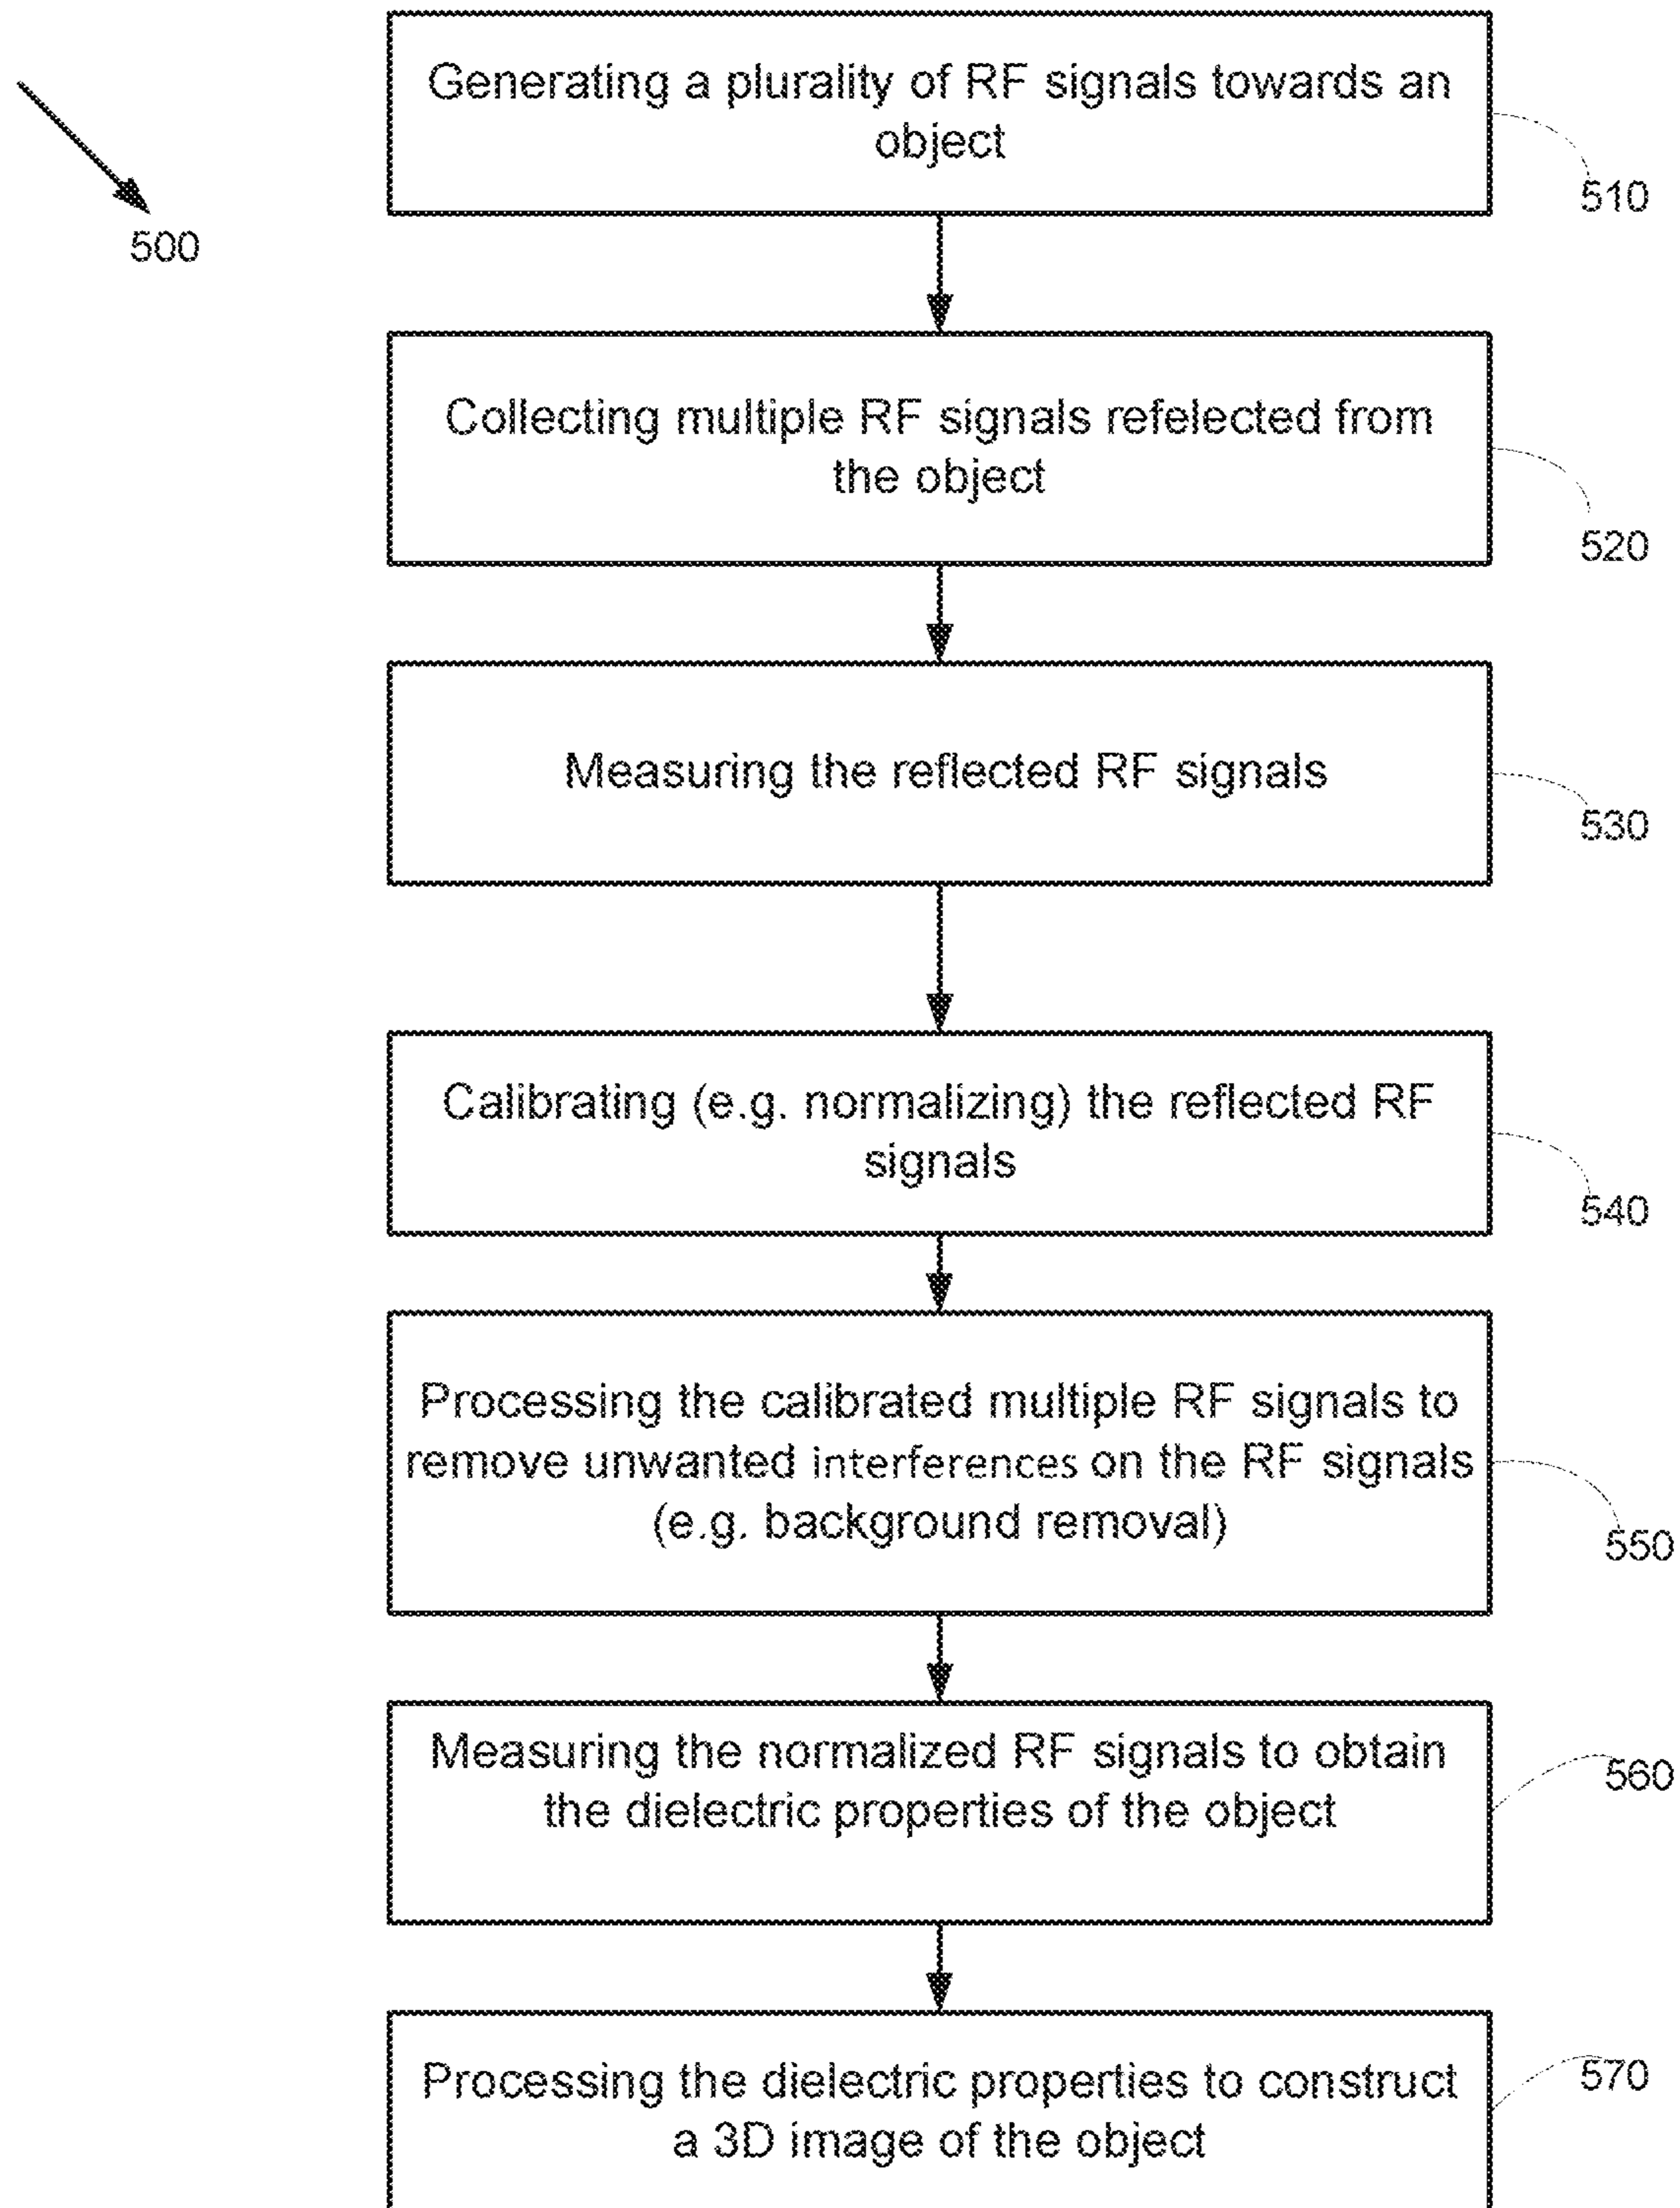 Generating a plurality of RF signals towards an
object
510
500
Collecting multiple RF signals refelected from
the object
520
Measuring the reflected RF signals
530
Calibrating (e.g. normalizing) the reflected RF
signals
540
Processing the calibrated multiple RF signals to
remove unwanted interferences on the RF signals
(e.g. background removal)
550
Measuring the normalized RF signals to obtain
the dielectric properties of the object
560
Processing the dielectric properties to construct
a 3D image of the object
570